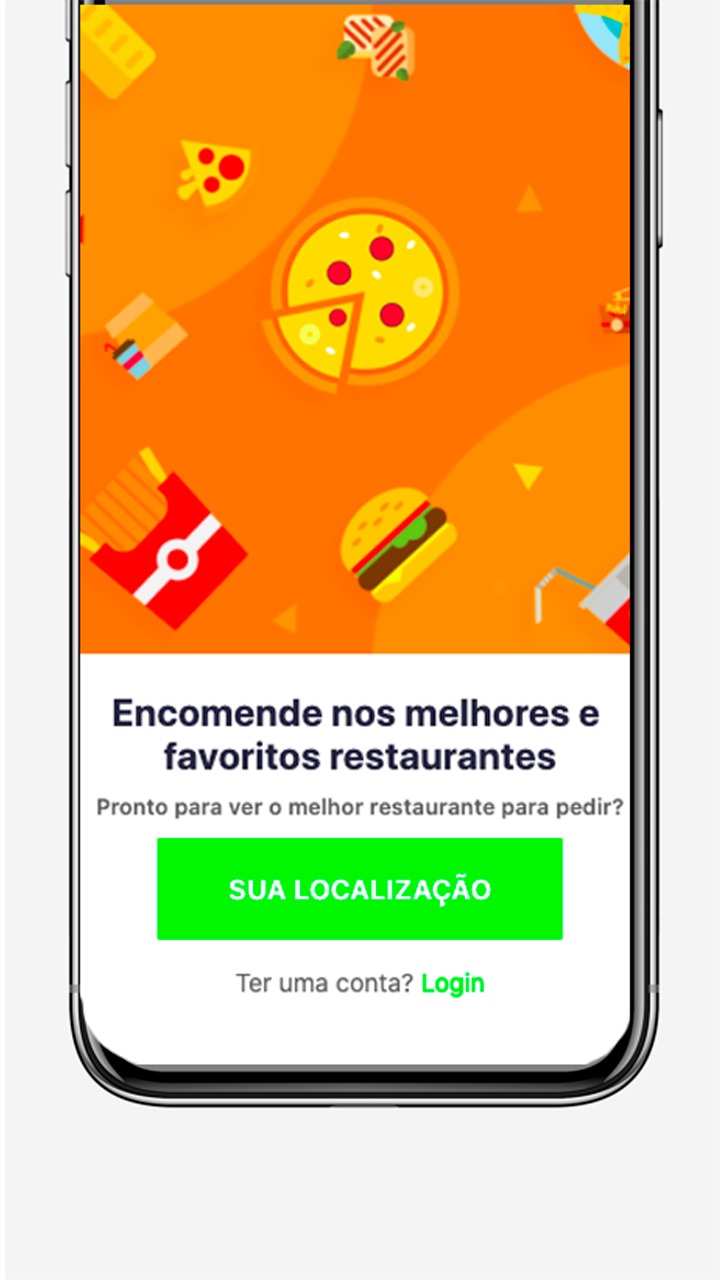 Encomende nos melhores e
favoritos restaurantes
Pronto para ver o melhor restaurante para pedir?
SUA LOCALIZAÇÃO
Ter uma conta? Login